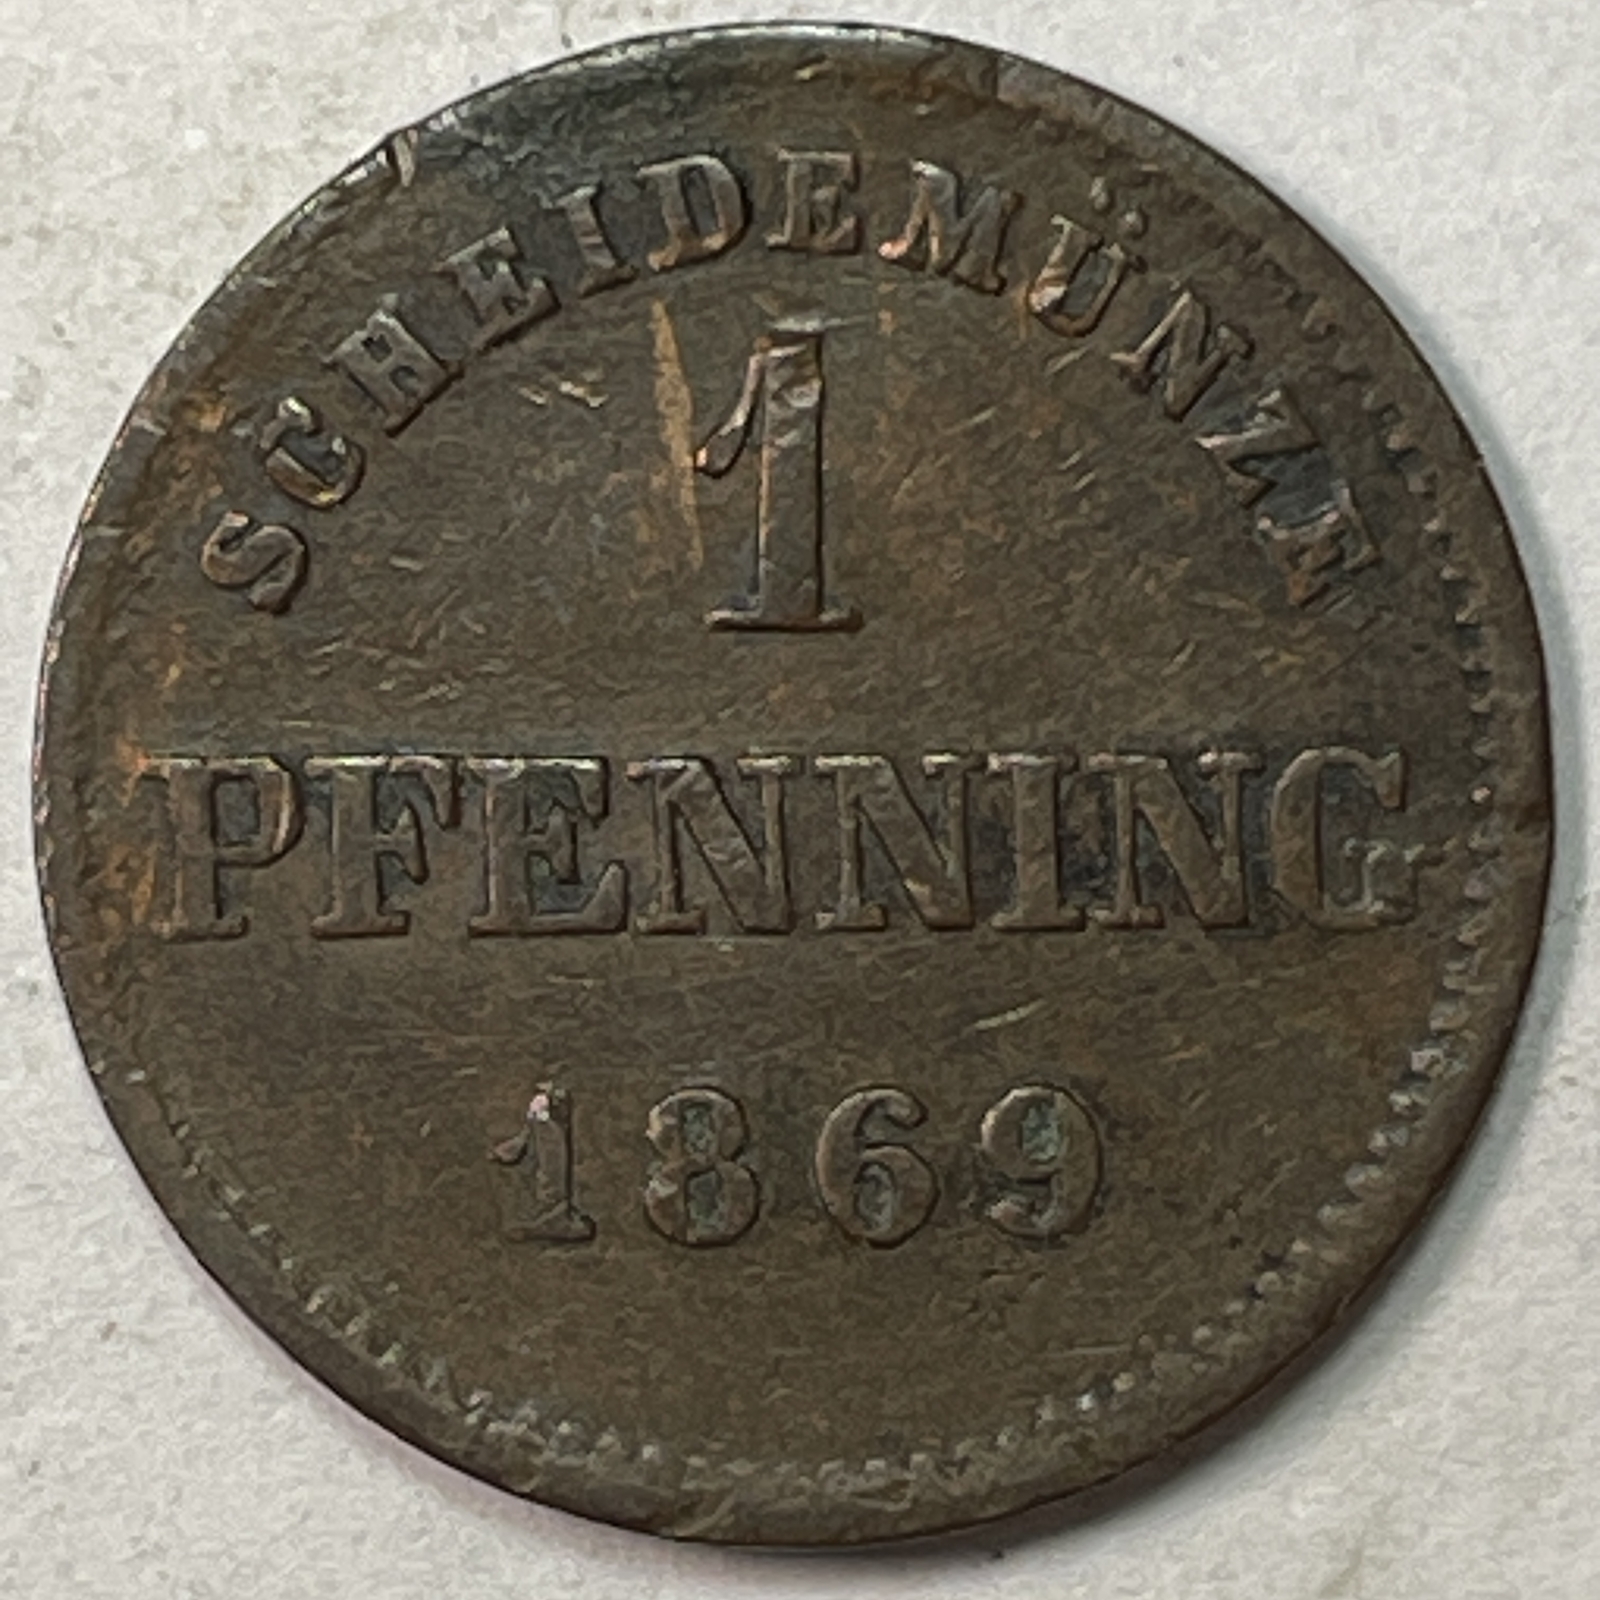 SCHEIDEMÜNZE
1
PFENNING
1869